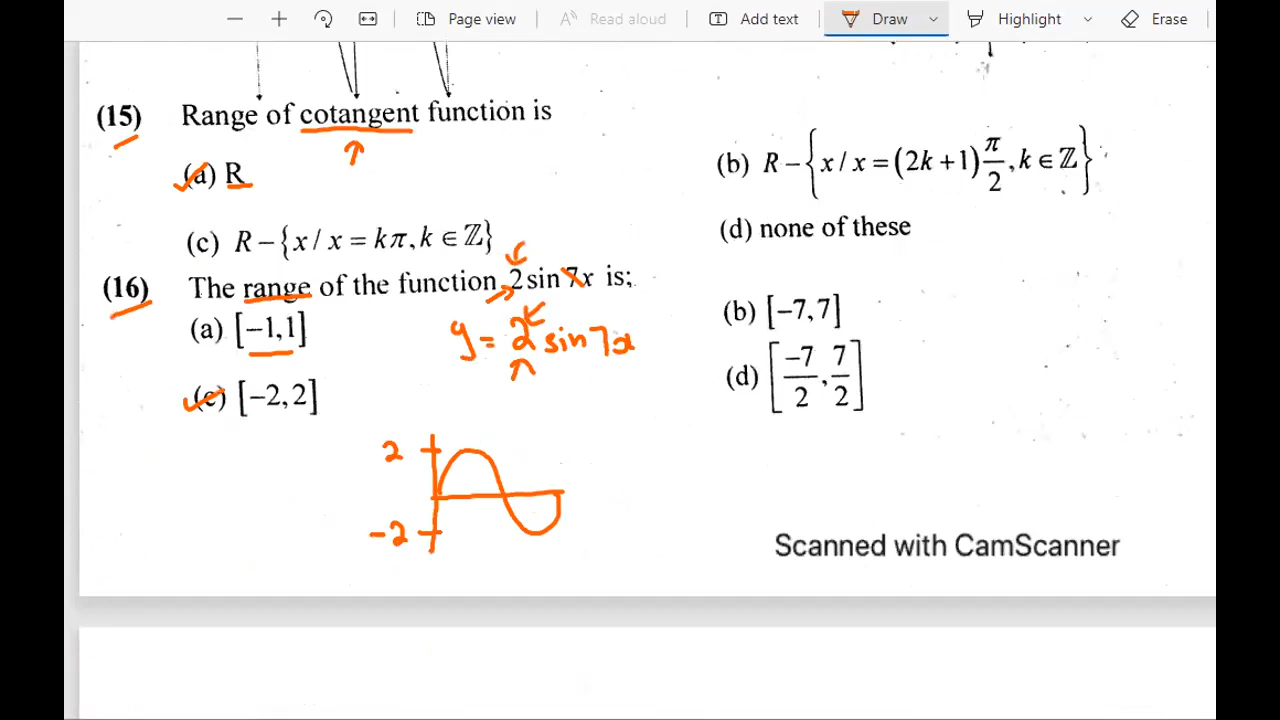 Page view Read aloud Add text Draw Highlight Erase
(15) Range of cotangent function is
(a) R
(b) R − {x / x = (2k + 1) π/2 , k ∈ ℤ}
(c) R − {x / x = kπ, k ∈ ℤ}
(d) none of these
(16) The range of the function 2 sin 7x is;
(a) [−1,1]
(b) [−7,7]
y = 2 sin 7x
(c) [−2,2]
(d) [−7/2 , 7/2]
2
−2
Scanned with CamScanner